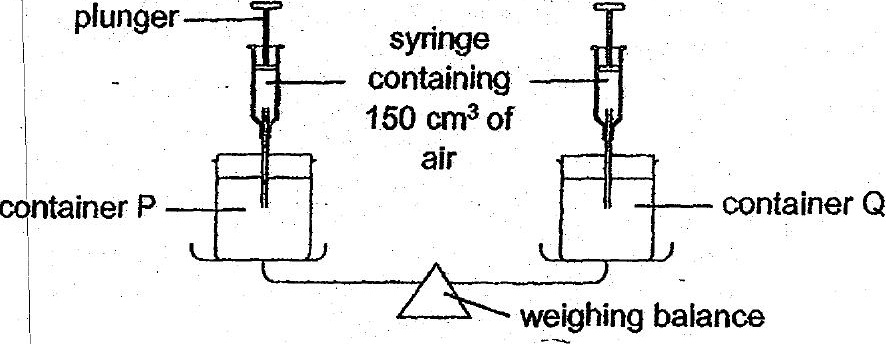 plunger
syringe
containing
150 cm³ of
air
container P
container Q
weighing balance